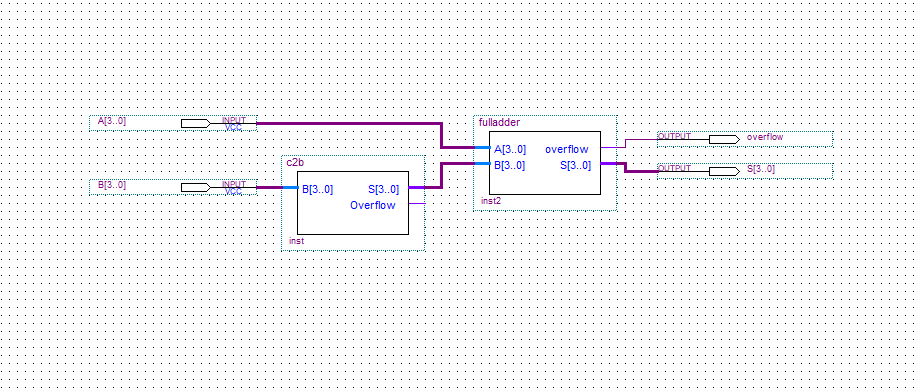 A[3..0]
INPUT
VCC
fulladder
A[3..0] overflow
B[3..0] S[3..0]
inst2
OUTPUT overflow
OUTPUT S[3..0]
B[3..0]
INPUT
VCC
c2b
B[3..0] S[3..0]
Overflow
inst